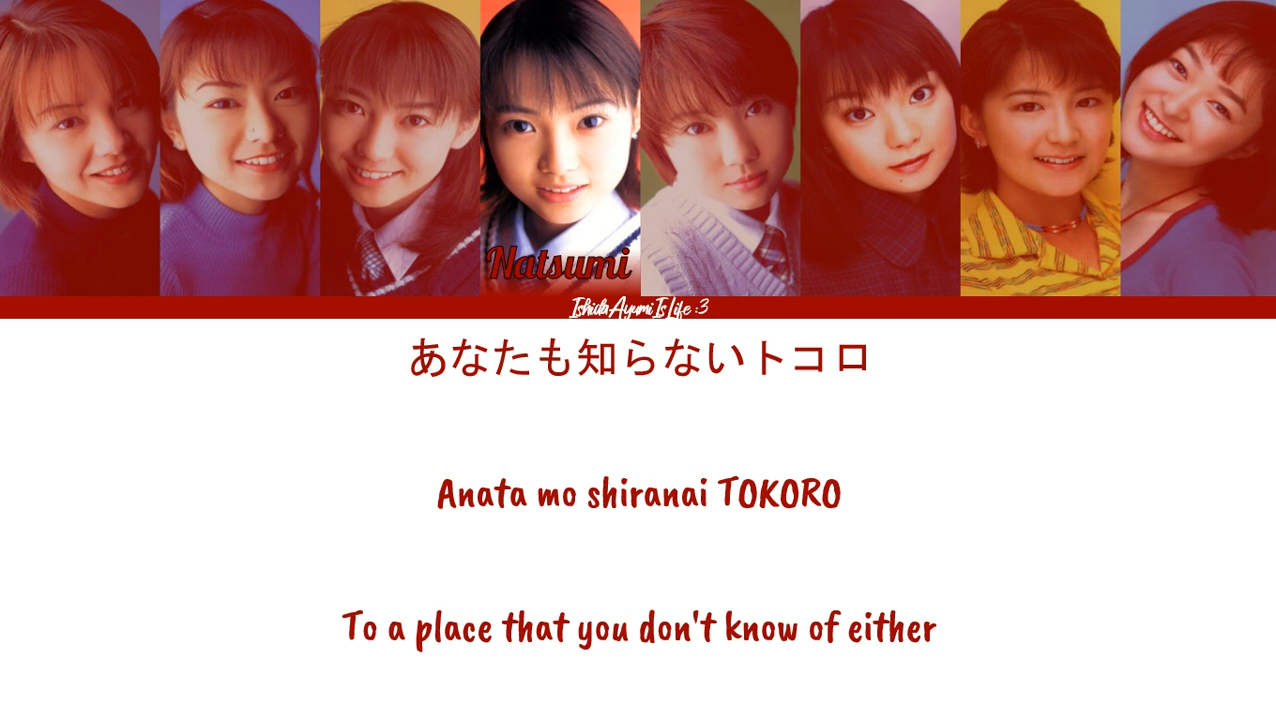 Natsumi
IshidaAyumiIsLife :3
あなたも知らないトコロ
Anata mo shiranai TOKORO
To a place that you don't know of either